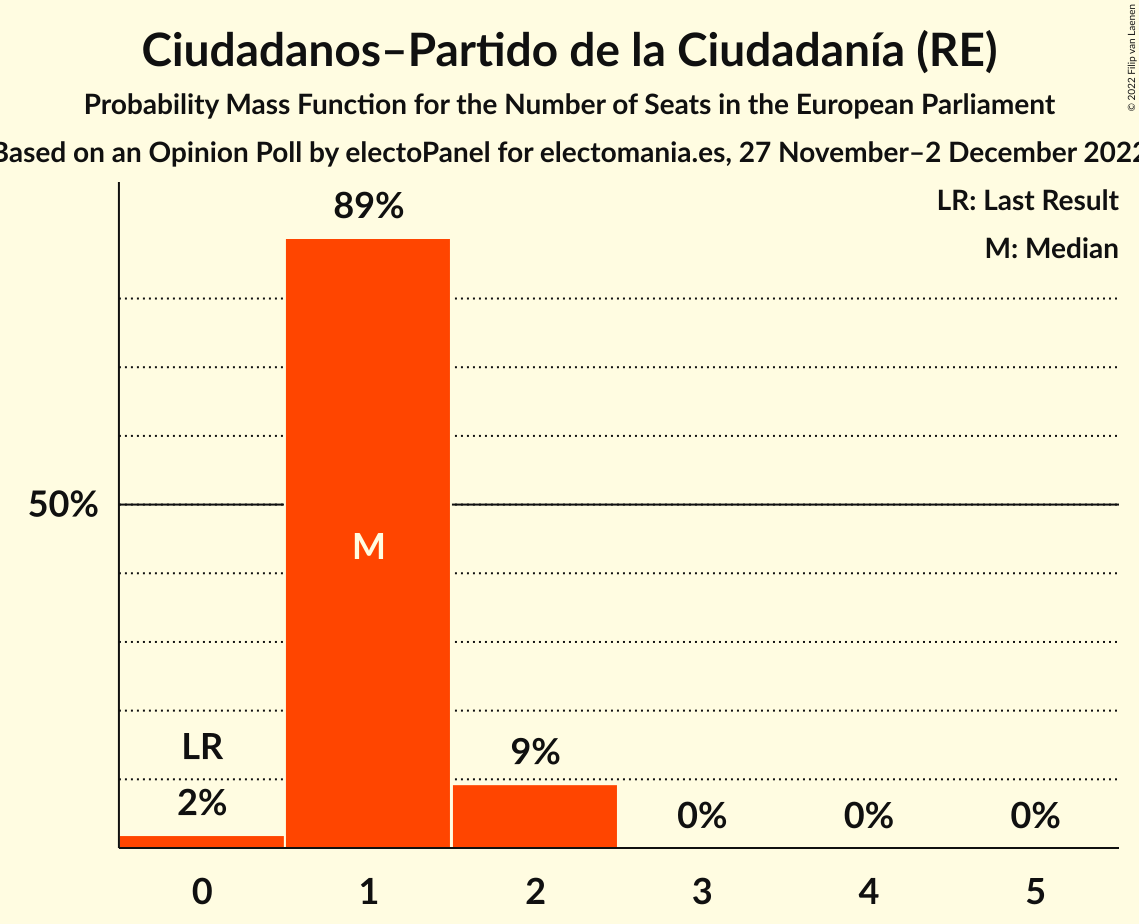 Ciudadanos–Partido de la Ciudadanía (RE)
Probability Mass Function for the Number of Seats in the European Parliament
Based on an Opinion Poll by electoPanel for electomania.es, 27 November–2 December 2022
© 2022 Filip van Laenen
LR: Last Result
M: Median
89%
50%
M
LR
2%
9%
0%
0%
0%
0
1
2
3
4
5